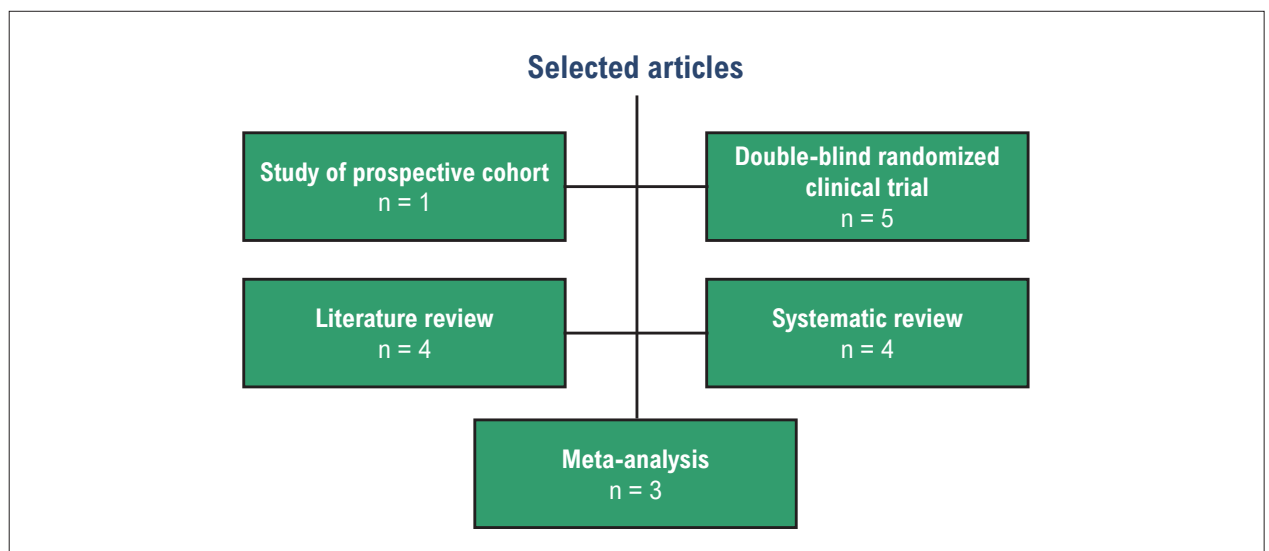 Selected articles
Study of prospective cohort
n = 1
Double-blind randomized
clinical trial
n = 5
Literature review
n = 4
Systematic review
n = 4
Meta-analysis
n = 3